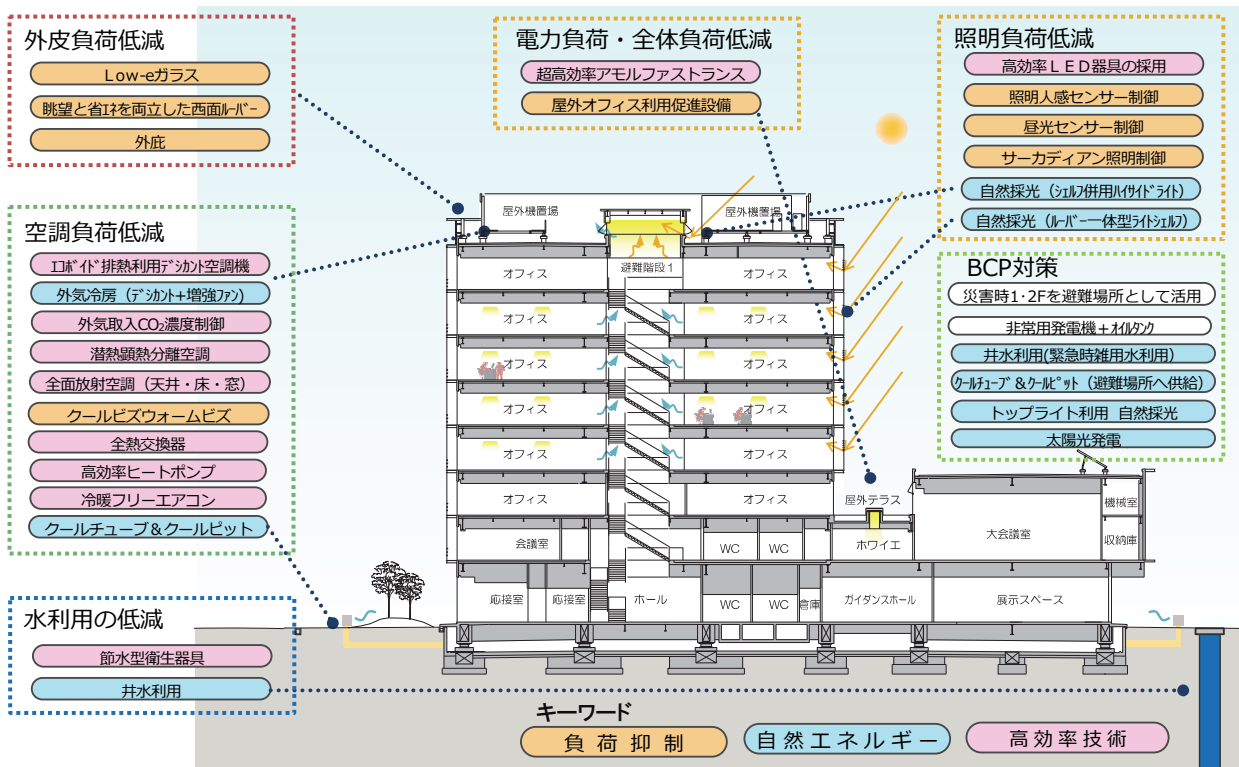 外皮負荷低減
Low-eガラス
眺望と省ｴﾈを両立した西面ﾙｰﾊﾞｰ
外庇
電力負荷・全体負荷低減
超高効率アモルファストランス
屋外オフィス利用促進設備
照明負荷低減
高効率ＬＥＤ器具の採用
照明人感センサー制御
昼光センサー制御
サーカディアン照明制御
自然採光（ｼｪﾙﾌ併用ﾊｲｻｲﾄﾞﾗｲﾄ）
自然採光（ﾙｰﾊﾞｰ一体型ﾗｲﾄｼｪﾙﾌ）
空調負荷低減
ｴｺﾎﾞｲﾄﾞ排熱利用ﾃﾞｼｶﾝﾄ空調機
外気冷房（ﾃﾞｼｶﾝﾄ+増強ﾌｧﾝ)
外気取入CO₂濃度制御
潜熱顕熱分離空調
全面放射空調（天井・床・窓）
クールビズウォームビズ
全熱交換器
高効率ヒートポンプ
冷暖フリーエアコン
クールチューブ＆クールピット
BCP対策
災害時1･2Fを避難場所として活用
非常用発電機＋ｵｲﾙﾀﾝｸ
井水利用(緊急時雑用水利用)
ｸｰﾙﾁｭｰﾌﾞ＆ｸｰﾙﾋﾟｯﾄ（避難場所へ供給）
トップライト利用 自然採光
太陽光発電
水利用の低減
節水型衛生器具
井水利用
屋外機置場
屋外機置場
避難階段１
オフィス
オフィス
オフィス
オフィス
オフィス
オフィス
オフィス
オフィス
オフィス
オフィス
オフィス
オフィス
屋外テラス
機械室
会議室
WC
WC
ホワイエ
大会議室
収納庫
応接室
応接室
ホール
WC
WC
倉庫
ガイダンスホール
展示スペース
キーワード
負荷抑制
自然エネルギー
高効率技術